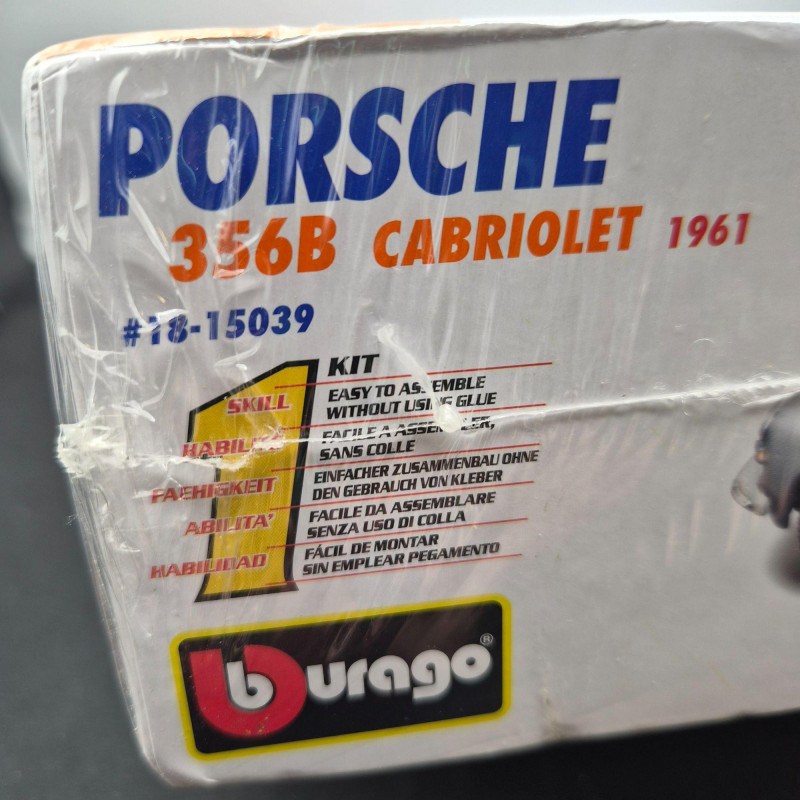 PORSCHE
356B CABRIOLET 1961
#18-15039
1
KIT
SKILL
EASY TO ASSEMBLE
WITHOUT USING GLUE
HABILITÉ
FACILE A ASSEMBLER,
SANS COLLE
FAEHIGKEIT
EINFACHER ZUSAMMENBAU OHNE
DEN GEBRAUCH VON KLEBER
ABILITA'
FACILE DA ASSEMBLARE
SENZA USO DI COLLA
HABILIDAD
FÁCIL DE MONTAR
SIN EMPLEAR PEGAMENTO
burago®